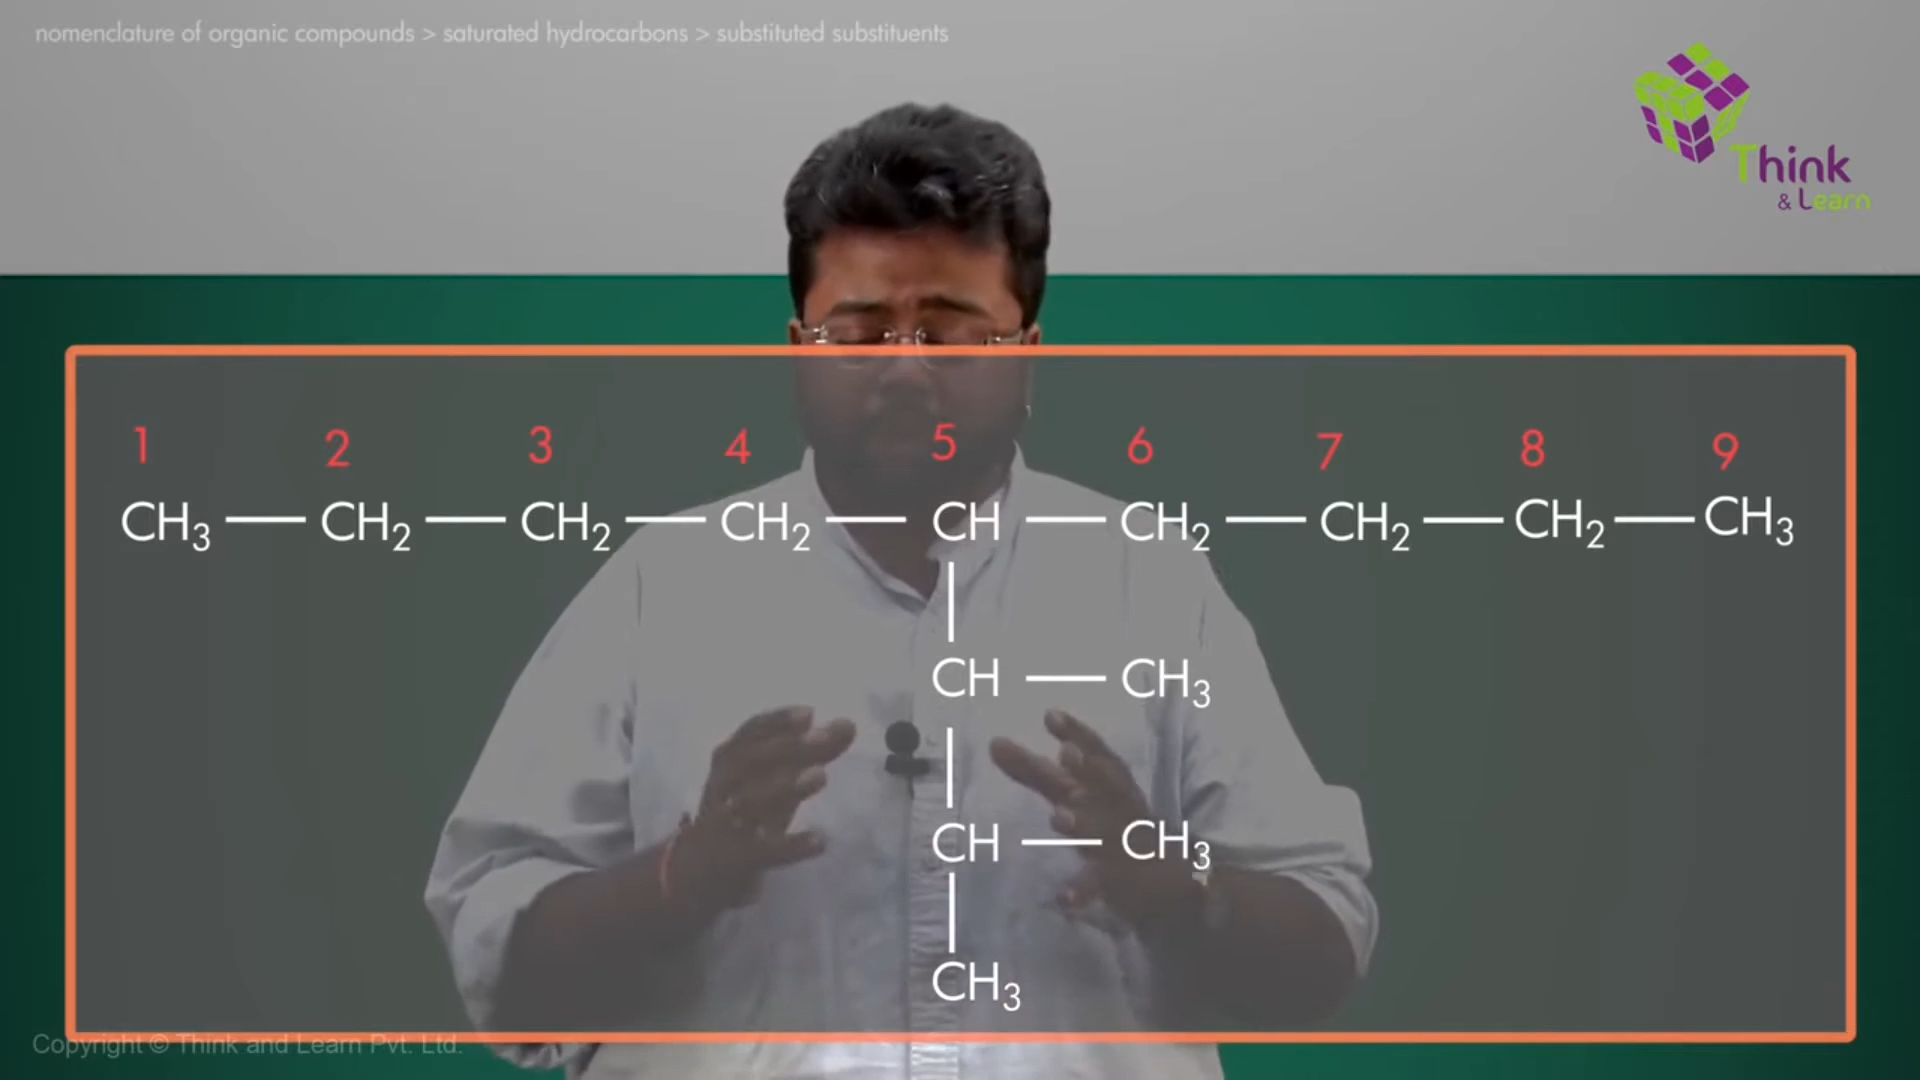 nomenclature of organic compounds > saturated hydrocarbons > substituted substituents
Think
& Learn
1 2 3 4 5 6 7 8 9
CH₃ — CH₂ — CH₂ — CH₂ — CH — CH₂ — CH₂ — CH₂ — CH₃
CH — CH₃
CH — CH₃
CH₃
Copyright © Think and Learn Pvt. Ltd.